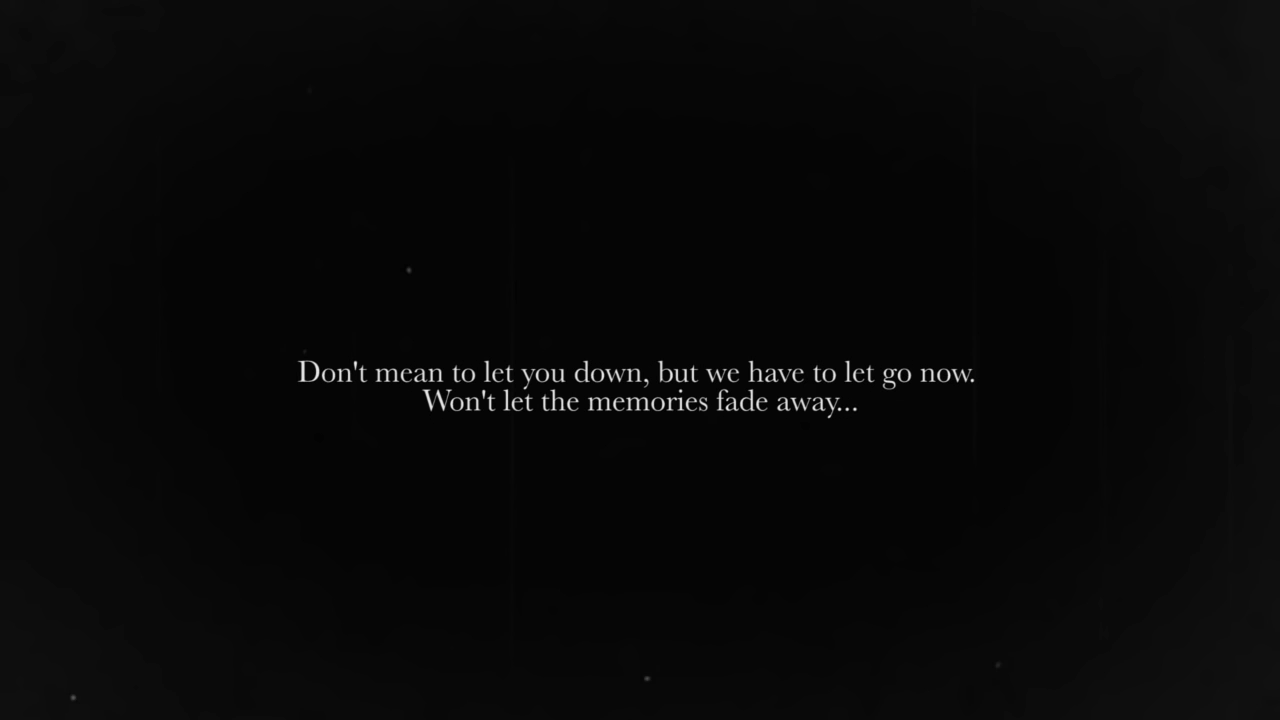 Don't mean to let you down, but we have to let go now.
Won't let the memories fade away...